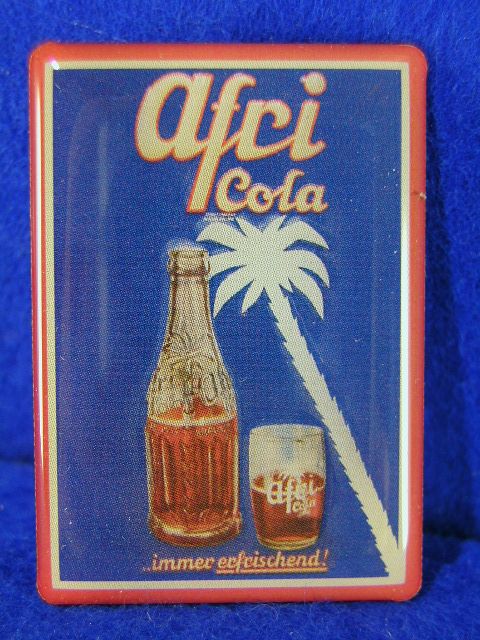 afri
Cola
..immer erfrischend!
afri
cola